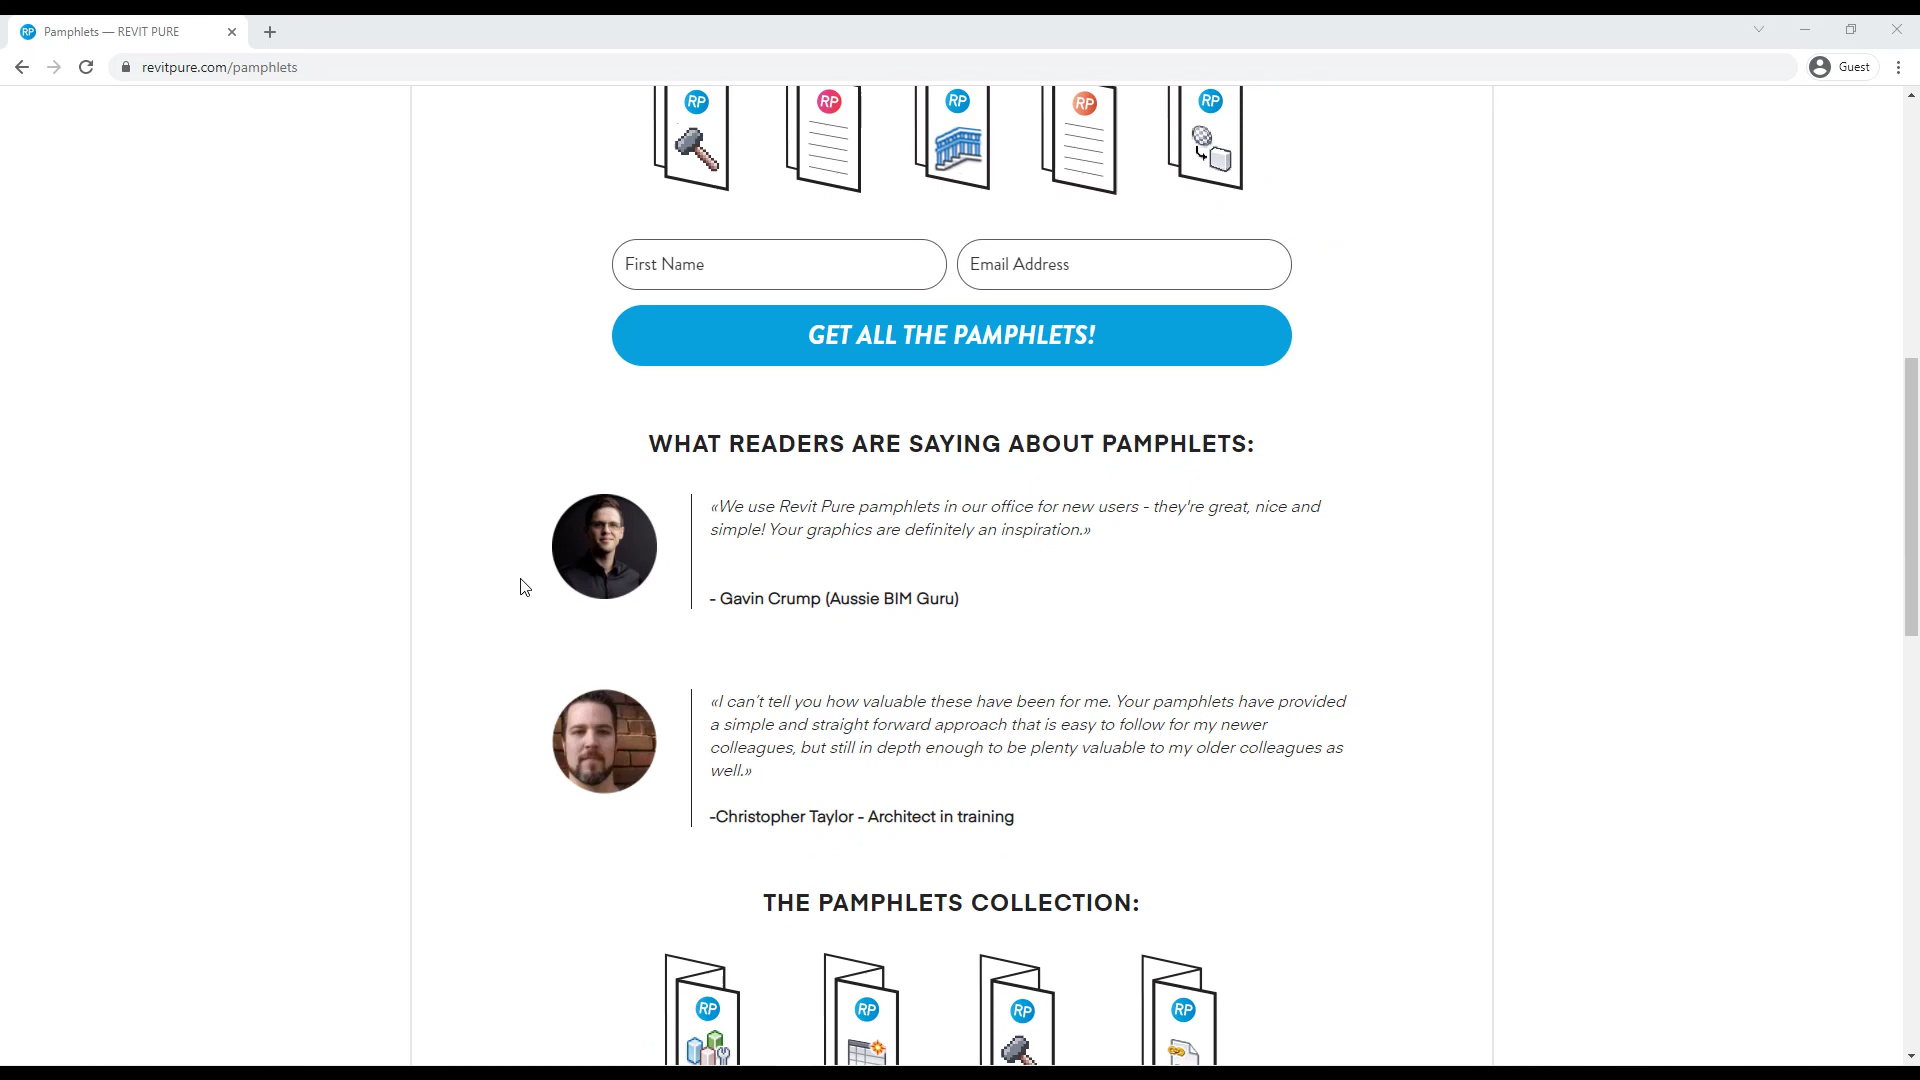 RP Pamphlets — REVIT PURE
revitpure.com/pamphlets
Guest
RP RP RP RP RP
First Name Email Address
GET ALL THE PAMPHLETS!
WHAT READERS ARE SAYING ABOUT PAMPHLETS:
«We use Revit Pure pamphlets in our office for new users - they're great, nice and
simple! Your graphics are definitely an inspiration.»
- Gavin Crump (Aussie BIM Guru)
«I can’t tell you how valuable these have been for me. Your pamphlets have provided
a simple and straight forward approach that is easy to follow for my newer
colleagues, but still in depth enough to be plenty valuable to my older colleagues as
well.»
-Christopher Taylor - Architect in training
THE PAMPHLETS COLLECTION:
RP RP RP RP